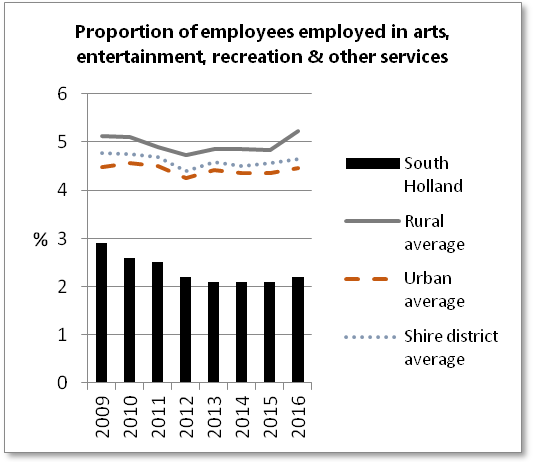 Proportion of employees employed in arts,
entertainment, recreation & other services
6
5
4
3
2
1
0
%
2009
2010
2011
2012
2013
2014
2015
2016
South
Holland
Rural
average
Urban
average
Shire district
average